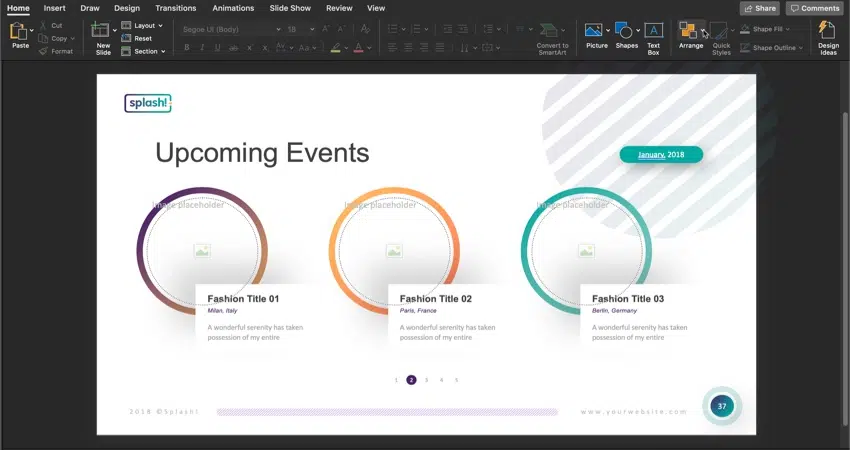 Home Insert Draw Design Transitions Animations Slide Show Review View Share Comments
Paste Cut Copy Format
New Slide Layout Reset Section
Segoe UI (Body) 18
B I U
Convert to SmartArt
Picture Shapes Text Box
Arrange Quick Styles Shape Fill Shape Outline
Design Ideas
splash!
Upcoming Events
January, 2018
Image placeholder
Fashion Title 01
Milan, Italy
A wonderful serenity has taken
possession of my entire
Image placeholder
Fashion Title 02
Paris, France
A wonderful serenity has taken
possession of my entire
Image placeholder
Fashion Title 03
Berlin, Germany
A wonderful serenity has taken
possession of my entire
1 2 3 4 5
2018 ©Splash!
www.yourwebsite.com
37